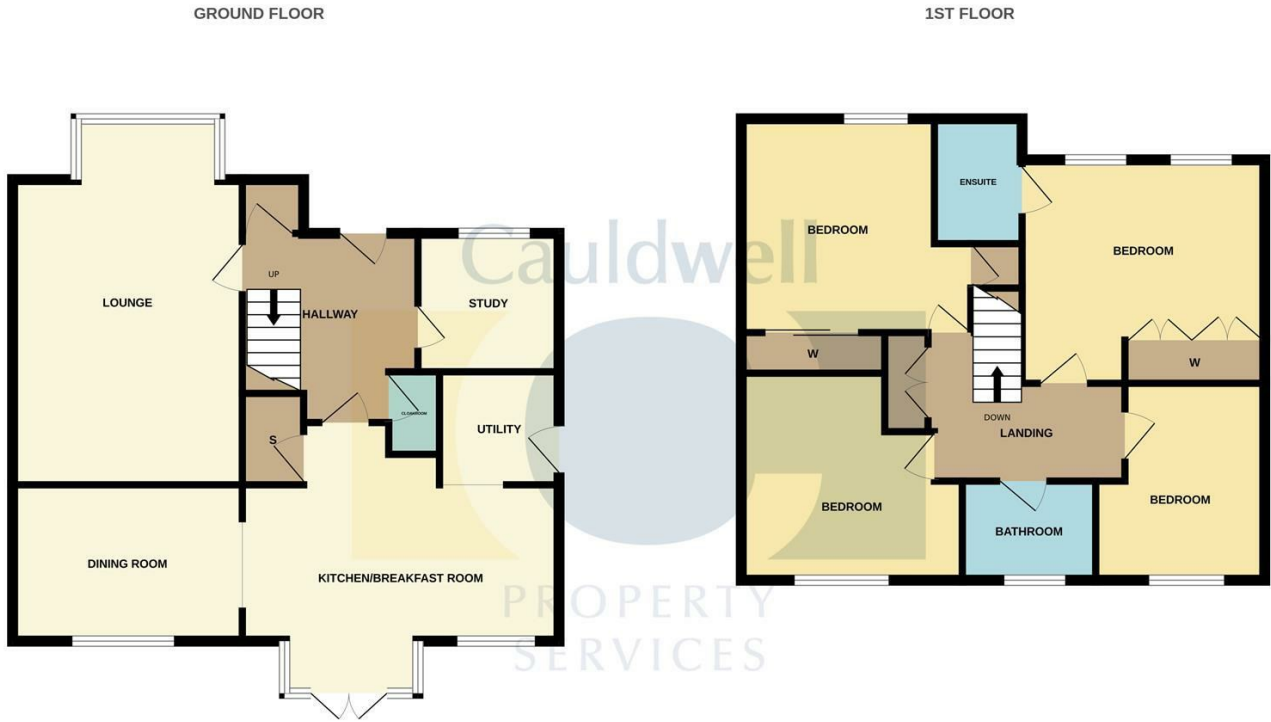 GROUND FLOOR
1ST FLOOR
LOUNGE
UP
HALLWAY
STUDY
CLOAKROOM
S
UTILITY
DINING ROOM
KITCHEN/BREAKFAST ROOM
ENSUITE
BEDROOM
BEDROOM
W
W
DOWN
LANDING
BEDROOM
BATHROOM
BEDROOM
Cauldwell
PROPERTY
SERVICES